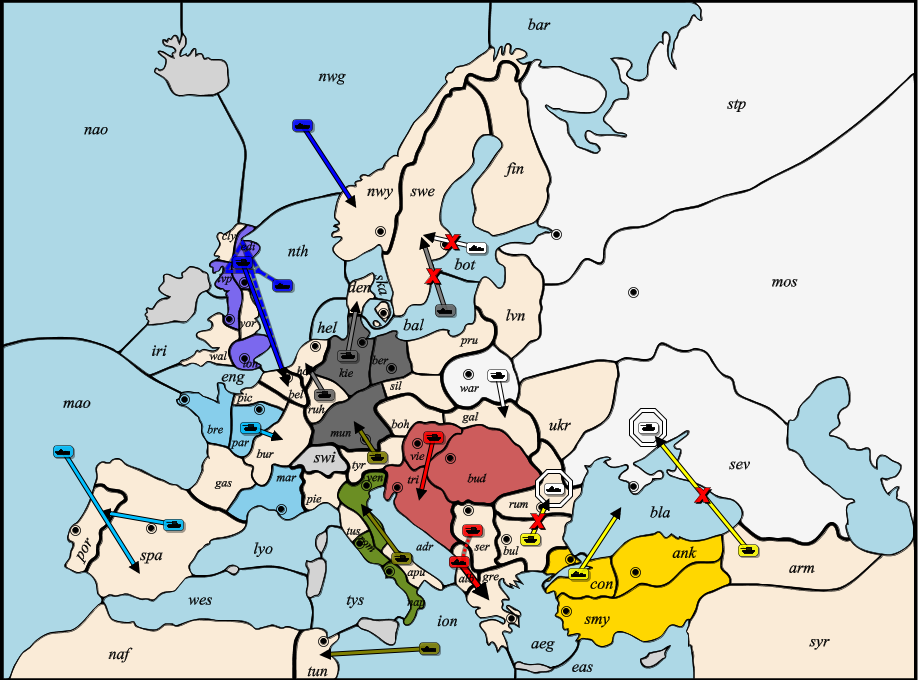 bar
nwg
stp
nao
fin
nwy
swe
cly
edi
nth
ska
bot
lvp
mos
den
lvn
yor
hel
bal
iri
pru
wal
lon
ho
kie
ber
eng
war
mao
bel
sil
pic
ruh
gal
ukr
bre
boh
par
mun
vie
bur
tyr
swi
sev
gas
mar
ven
tri
bud
pie
rum
bla
por
spa
lyo
tus
rom
adr
ser
bul
ank
apu
alb
gre
con
arm
wes
tys
nap
smy
ion
naf
aeg
syr
tun
eas